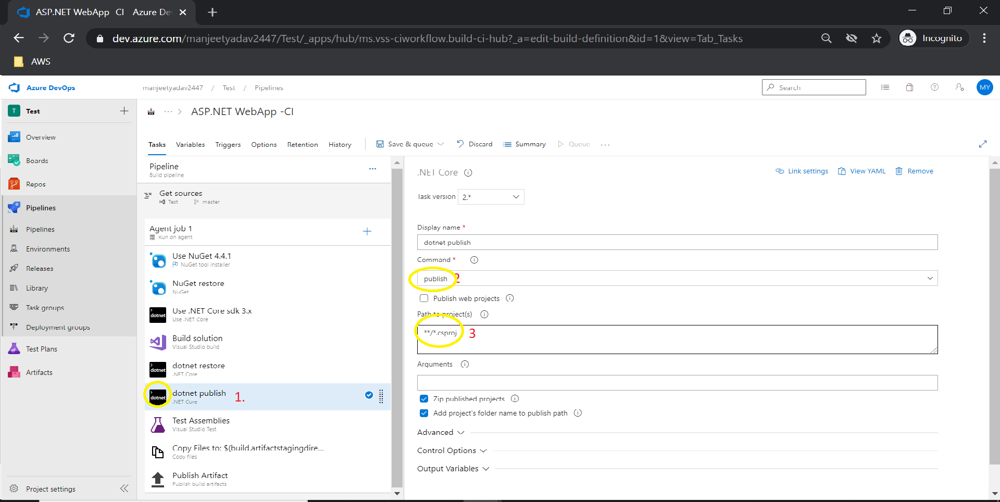 ASP.NET WebApp CI Azure De
dev.azure.com/manjeetyadav2447/Test/_apps/hub/ms.vss-ciworkflow.build-ci-hub?_a=edit-build-definition&id=1&view=Tab_Tasks
Incognito
AWS
Azure DevOps
manjeetyadav2447 / Test / Pipelines
Search
MY
T Test
ASP.NET WebApp -CI
Overview
Boards
Repos
Pipelines
Pipelines
Environments
Releases
Library
Task groups
Deployment groups
Test Plans
Artifacts
Project settings
Tasks Variables Triggers Options Retention History Save & queue Discard Summary Queue ...
Pipeline
Build pipeline
Get sources
Test master
Agent job 1
Run on agent
Use NuGet 4.4.1
NuGet tool installer
NuGet restore
NuGet
dotnet
Use .NET Core sdk 3.x
Use .NET Core
Build solution
Visual Studio build
dotnet
dotnet restore
.NET Core
dotnet
dotnet publish
.NET Core
1.
Test Assemblies
Visual Studio Test
Copy Files to: $(build.artifactstagingdire...
Copy files
Publish Artifact
Publish build artifacts
.NET Core
Link settings View YAML Remove
Task version 2.*
Display name *
dotnet publish
Command *
publish 2
Publish web projects
Path to project(s)
**/*.csproj 3
Arguments
Zip published projects
Add project's folder name to publish path
Advanced
Control Options
Output Variables